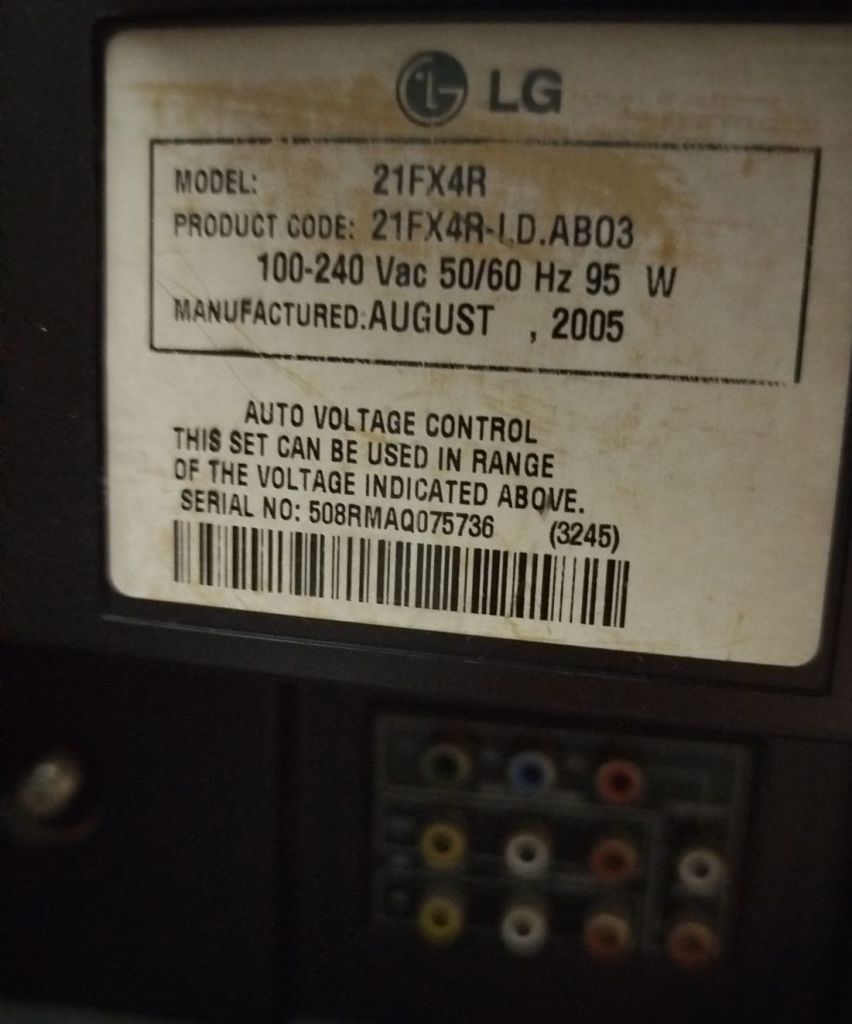 LG
MODEL: 21FX4R
PRODUCT CODE: 21FX4R-LD.AB03
100-240 Vac 50/60 Hz 95 W
MANUFACTURED:AUGUST , 2005
AUTO VOLTAGE CONTROL
THIS SET CAN BE USED IN RANGE
OF THE VOLTAGE INDICATED ABOVE.
SERIAL NO: 508RMAQ075736 (3245)